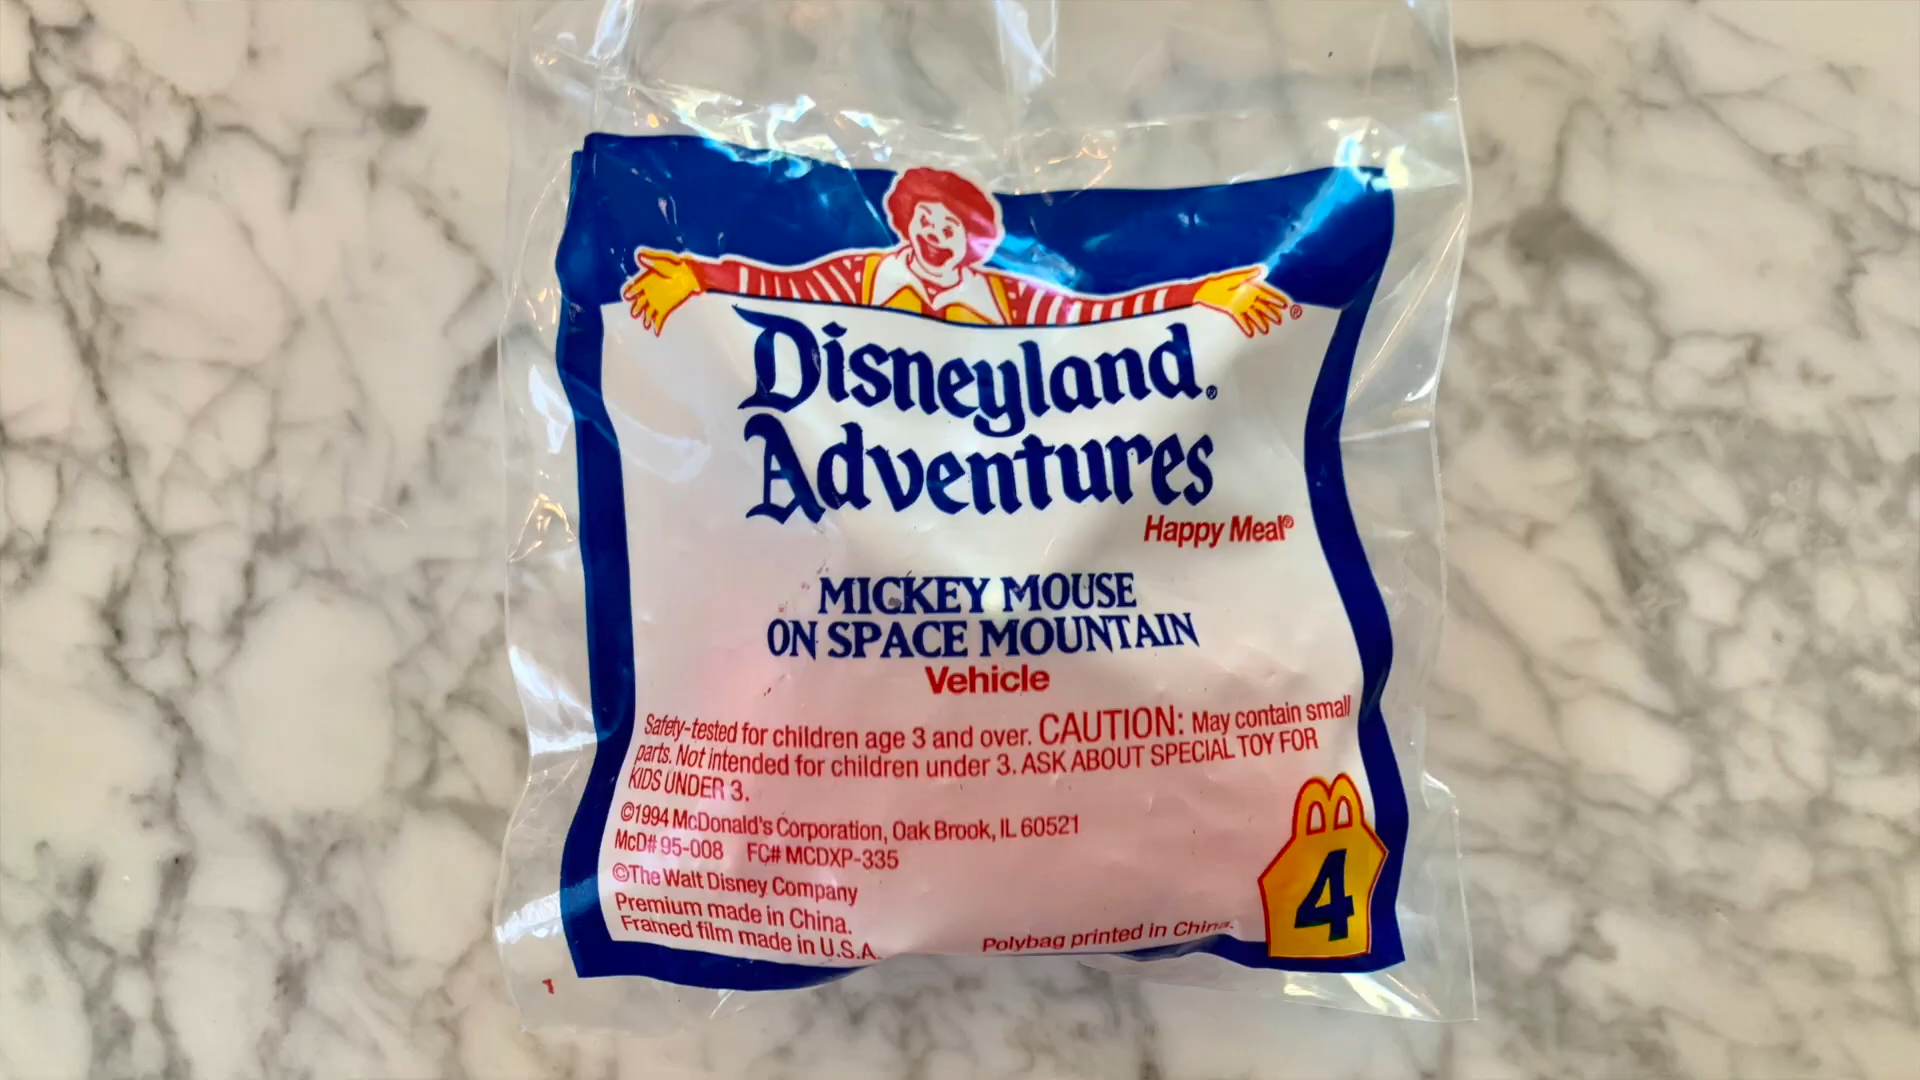 Disneyland®
Adventures
Happy Meal®
MICKEY MOUSE
ON SPACE MOUNTAIN
Vehicle
Safety-tested for children age 3 and over. CAUTION: May contain small
parts. Not intended for children under 3. ASK ABOUT SPECIAL TOY FOR
KIDS UNDER 3.
©1994 McDonald's Corporation, Oak Brook, IL 60521
McD# 95-008 FC# MCDXP-335
©The Walt Disney Company
Premium made in China.
Framed film made in U.S.A.
Polybag printed in China.
4